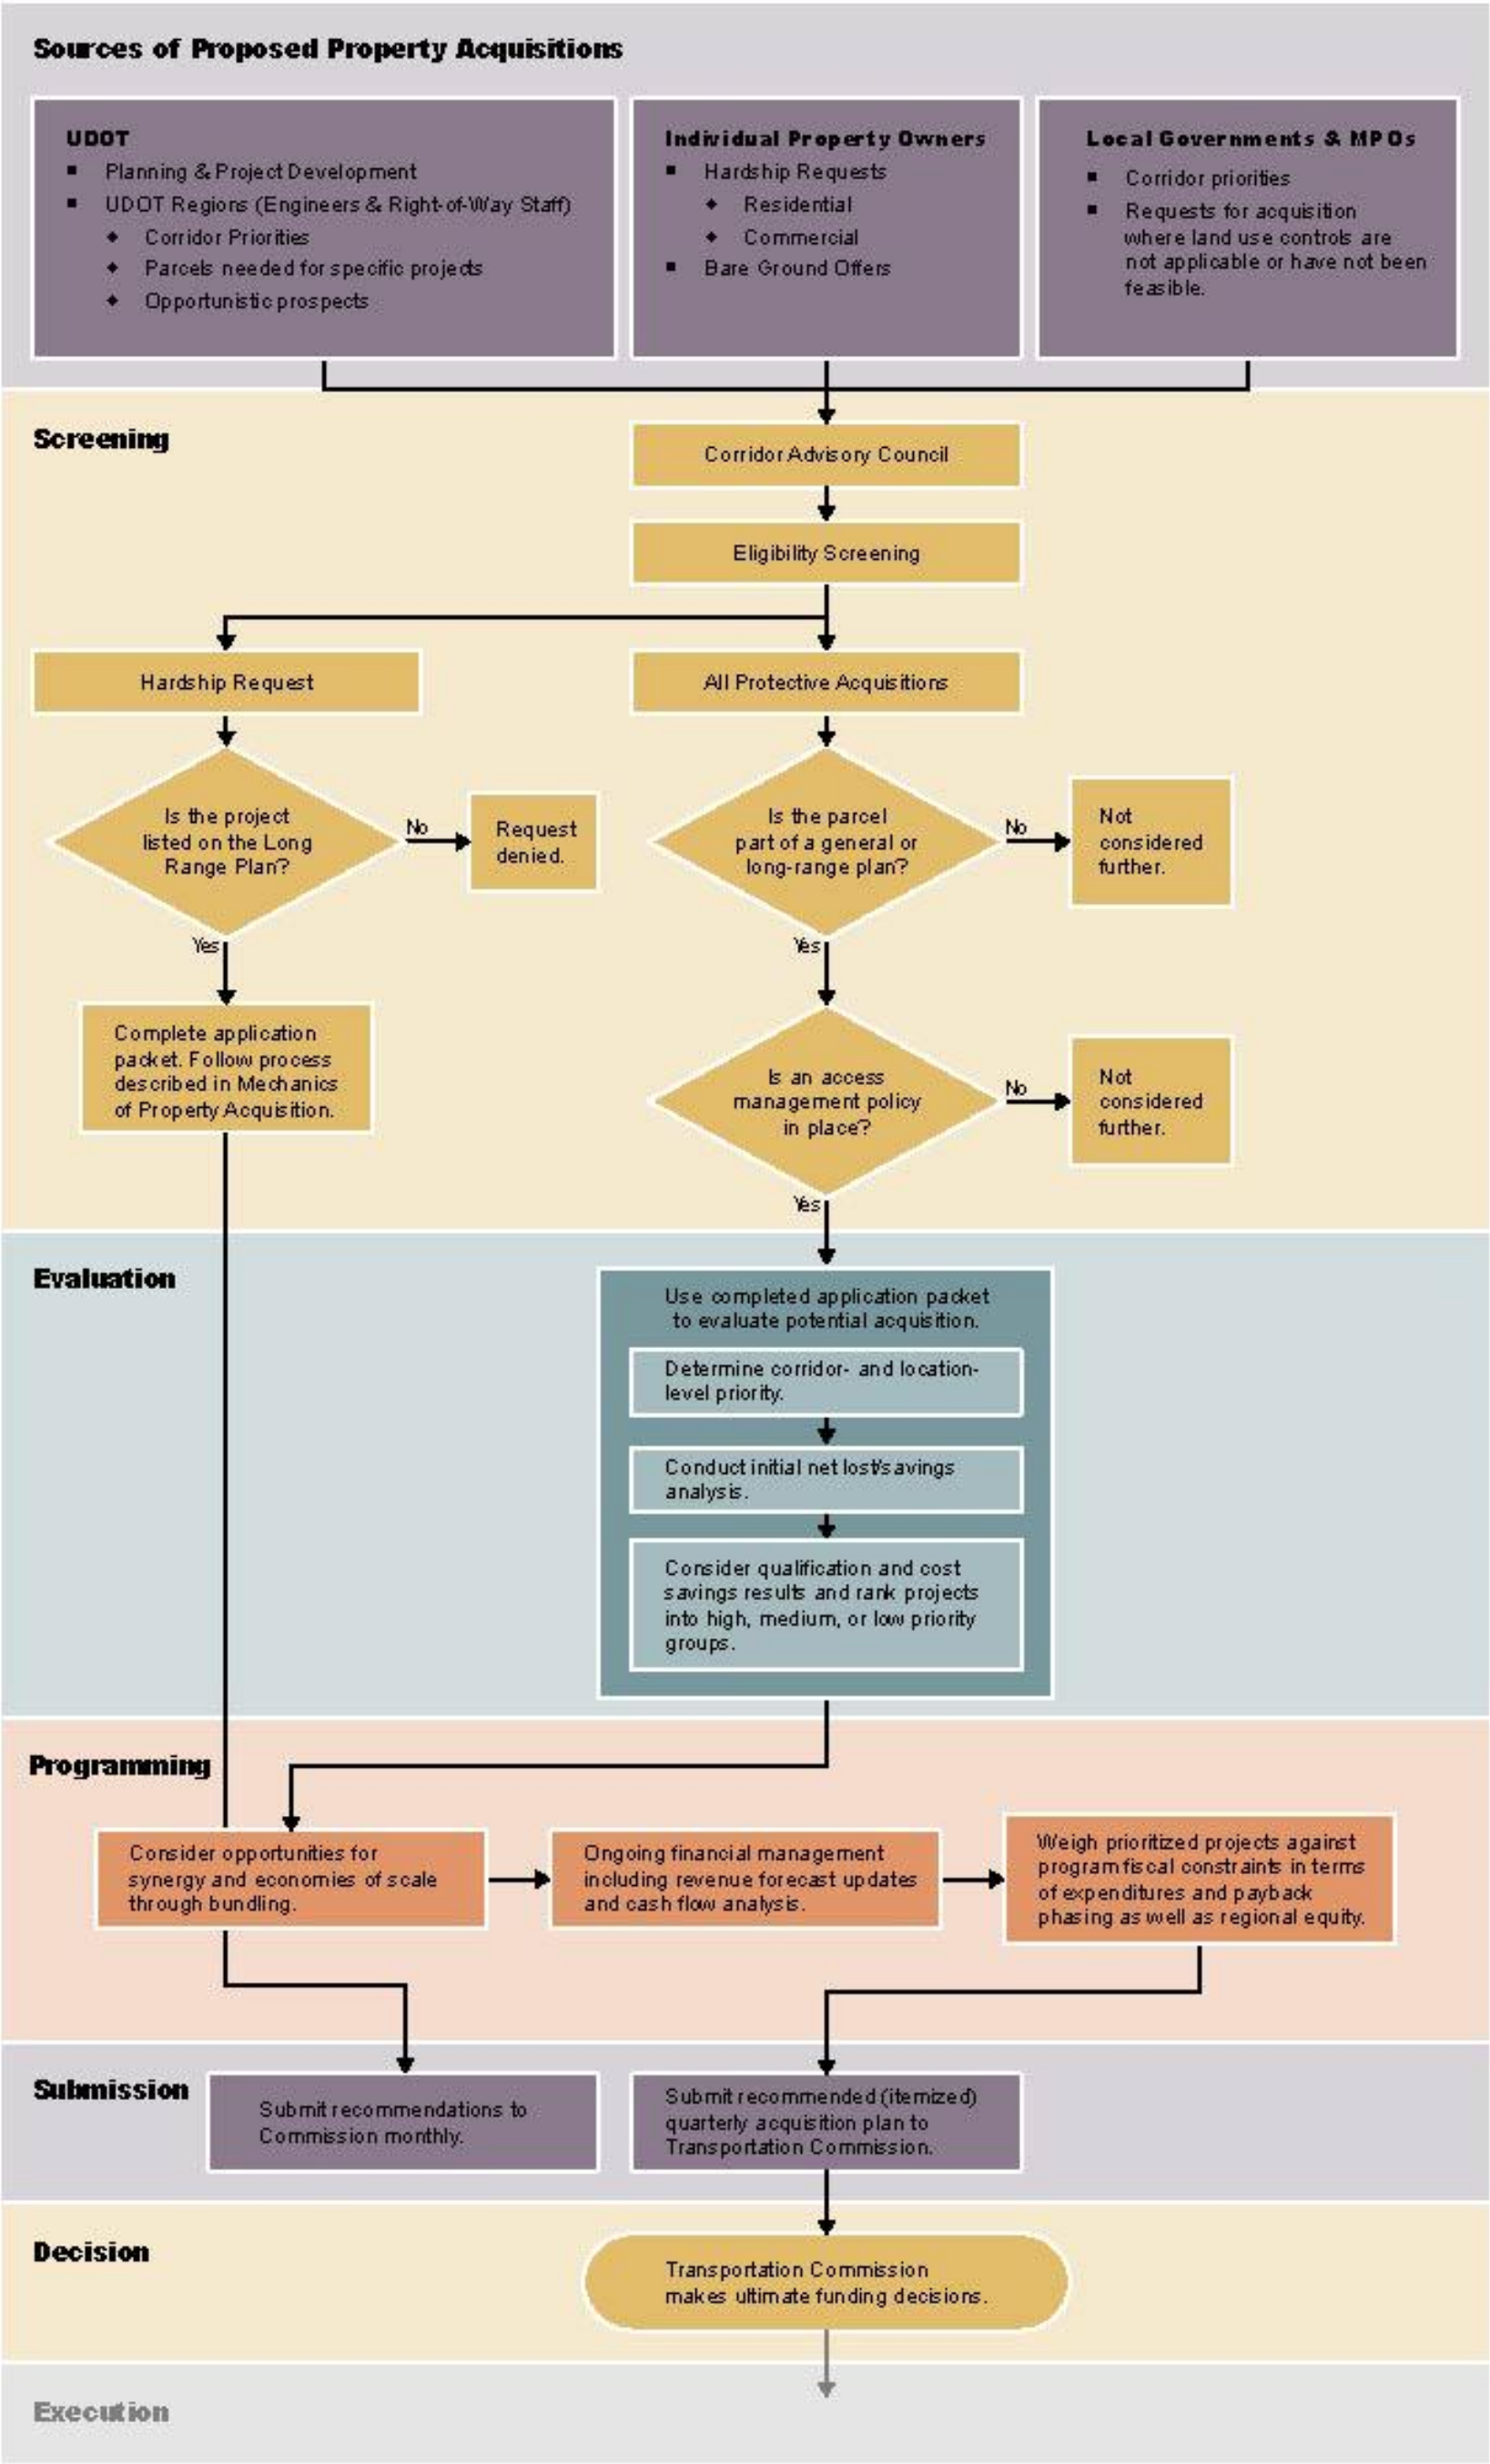 Sources of Proposed Property Acquisitions
UDOT
▪ Planning & Project Development
▪ UDOT Regions (Engineers & Right-of-Way Staff)
◆ Corridor Priorities
◆ Parcels needed for specific projects
◆ Opportunistic prospects
Individual Property Owners
▪ Hardship Requests
◆ Residential
◆ Commercial
▪ Bare Ground Offers
Local Governments & MPOs
▪ Corridor priorities
▪ Requests for acquisition
where land use controls are
not applicable or have not been
feasible.
Screening
Corridor Advisory Council
Eligibility Screening
Hardship Request
All Protective Acquisitions
Is the project
listed on the Long
Range Plan?
No
Request
denied.
Is the parcel
part of a general or
long-range plan?
No
Not
considered
further.
Yes
Yes
Complete application
packet. Follow process
described in Mechanics
of Property Acquisition.
Is an access
management policy
in place?
No
Not
considered
further.
Yes
Evaluation
Use completed application packet
to evaluate potential acquisition.
Determine corridor- and location-
level priority.
Conduct initial net lost/savings
analysis.
Consider qualification and cost
savings results and rank projects
into high, medium, or low priority
groups.
Programming
Consider opportunities for
synergy and economies of scale
through bundling.
Ongoing financial management
including revenue forecast updates
and cash flow analysis.
Weigh prioritized projects against
program fiscal constraints in terms
of expenditures and payback
phasing as well as regional equity.
Submission
Submit recommendations to
Commission monthly.
Submit recommended (itemized)
quarterly acquisition plan to
Transportation Commission.
Decision
Transportation Commission
makes ultimate funding decisions.
Execution